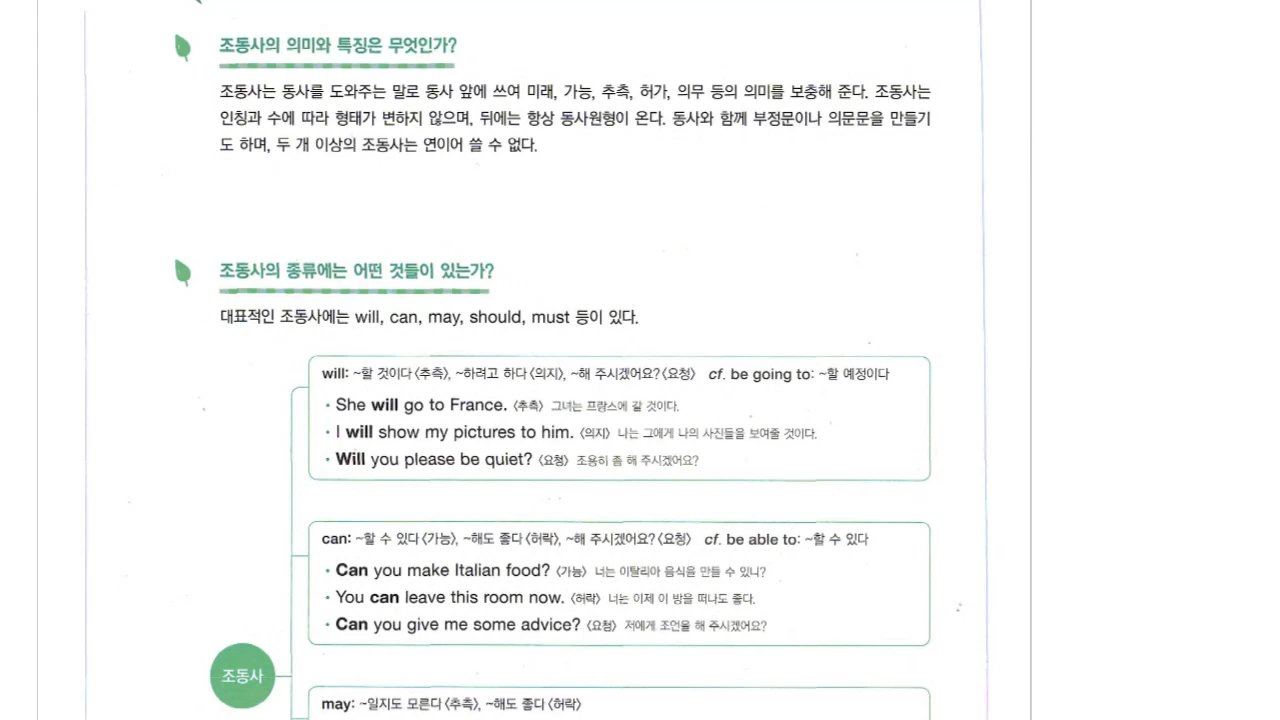 조동사의 의미와 특징은 무엇인가?
조동사는 동사를 도와주는 말로 동사 앞에 쓰여 미래, 가능, 추측, 허가, 의무 등의 의미를 보충해 준다. 조동사는
인칭과 수에 따라 형태가 변하지 않으며, 뒤에는 항상 동사원형이 온다. 동사와 함께 부정문이나 의문문을 만들기
도 하며, 두 개 이상의 조동사는 연이어 쓸 수 없다.
조동사의 종류에는 어떤 것들이 있는가?
대표적인 조동사에는 will, can, may, should, must 등이 있다.
will: ~할 것이다〈추측〉, ~하려고 하다〈의지〉, ~해 주시겠어요?〈요청〉 cf. be going to: ~할 예정이다
• She will go to France. 〈추측〉 그녀는 프랑스에 갈 것이다.
• I will show my pictures to him. 〈의지〉 나는 그에게 나의 사진들을 보여줄 것이다.
• Will you please be quiet? 〈요청〉 조용히 좀 해 주시겠어요?
can: ~할 수 있다〈가능〉, ~해도 좋다〈허락〉, ~해 주시겠어요?〈요청〉 cf. be able to: ~할 수 있다
• Can you make Italian food? 〈가능〉 너는 이탈리아 음식을 만들 수 있니?
• You can leave this room now. 〈허락〉 너는 이제 이 방을 떠나도 좋다.
• Can you give me some advice? 〈요청〉 저에게 조언을 해 주시겠어요?
조동사
may: ~일지도 모른다〈추측〉, ~해도 좋다〈허락〉